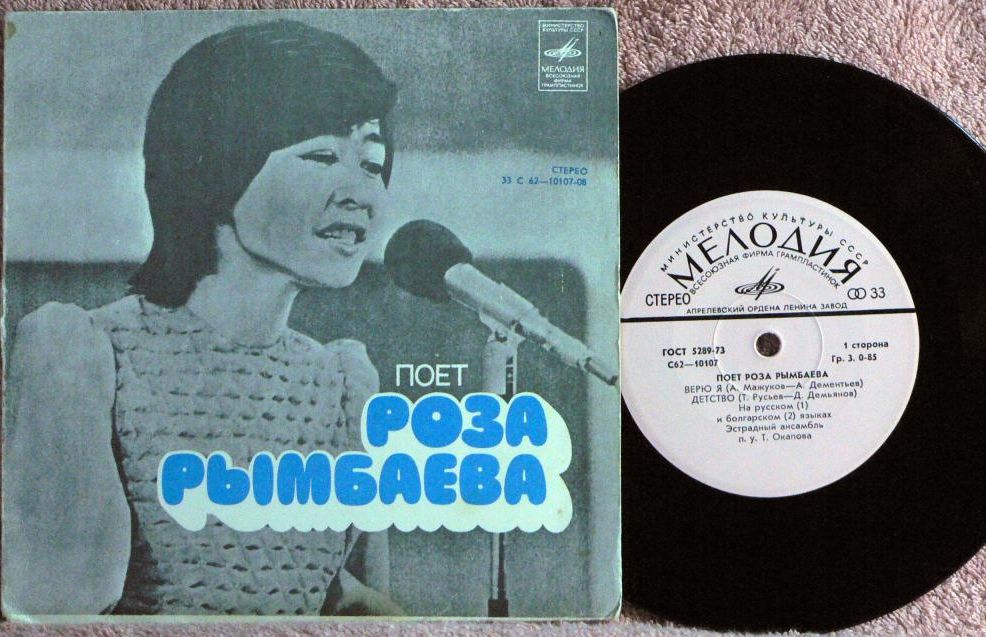 МИНИСТЕРСТВО
КУЛЬТУРЫ СССР
МЕЛОДИЯ
ВСЕСОЮЗНАЯ
ФИРМА
ГРАМПЛАСТИНОК
СТЕРЕО
33 С 62—10107-08
ПОЕТ
РОЗА
РЫМБАЕВА
МИНИСТЕРСТВО КУЛЬТУРЫ СССР
МЕЛОДИЯ
ВСЕСОЮЗНАЯ ФИРМА ГРАМПЛАСТИНОК
СТЕРЕО 33
АПРЕЛЕВСКИЙ ОРДЕНА ЛЕНИНА ЗАВОД
ГОСТ 5289-73 1 сторона
С62—10107 Гр. 3. 0-85
ПОЕТ РОЗА РЫМБАЕВА
ВЕРЮ Я (А. Мажуков—А. Дементьев)
ДЕТСТВО (Т. Русьев—Д. Демьянов)
На русском (1)
и болгарском (2) языках
Эстрадный ансамбль
п. у. Т. Окапова